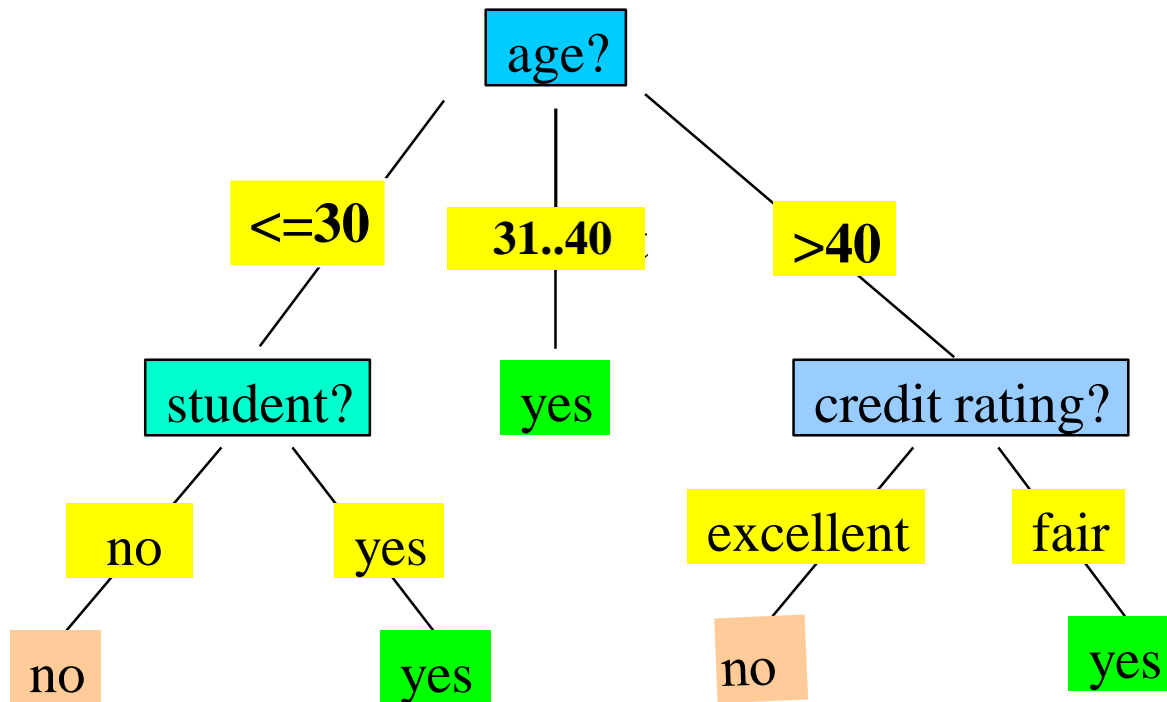 age?
<=30
31..40
>40
student?
yes
credit rating?
no
yes
excellent
fair
no
yes
no
yes